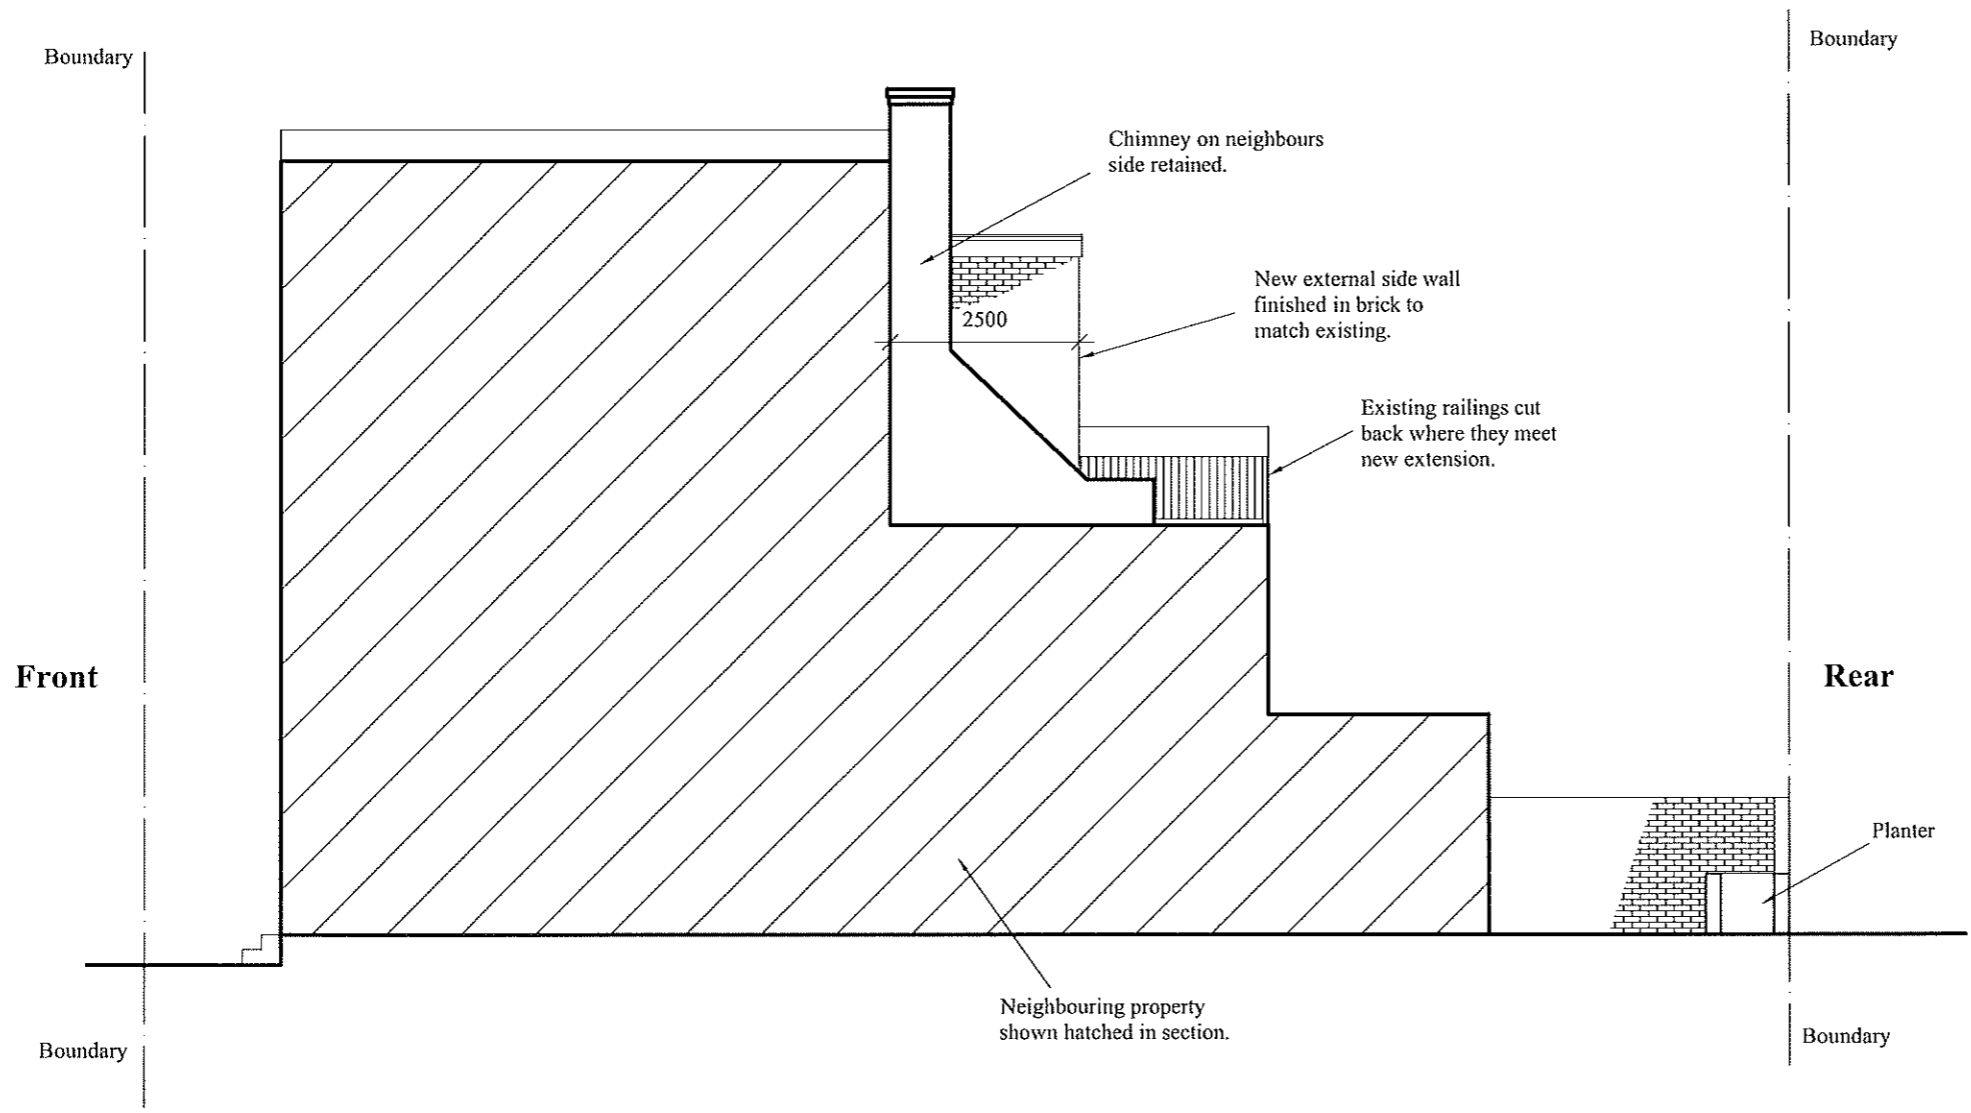 Boundary
Boundary
Chimney on neighbours
side retained.
New external side wall
finished in brick to
match existing.
2500
Existing railings cut
back where they meet
new extension.
Front
Rear
Planter
Neighbouring property
shown hatched in section.
Boundary
Boundary